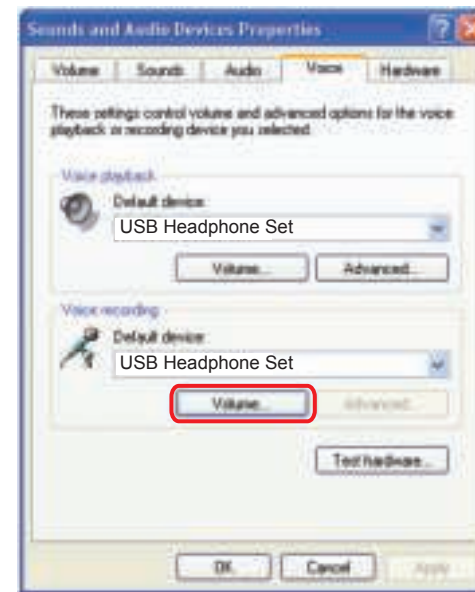 Sounds and Audio Devices Properties
Volume Sounds Audio Voice Hardware
These settings control volume and advanced options for the voice
playback or recording device you selected.
Voice playback
Default device:
USB Headphone Set
Volume... Advanced...
Voice recording
Default device:
USB Headphone Set
Volume... Advanced...
Test hardware...
OK Cancel Apply